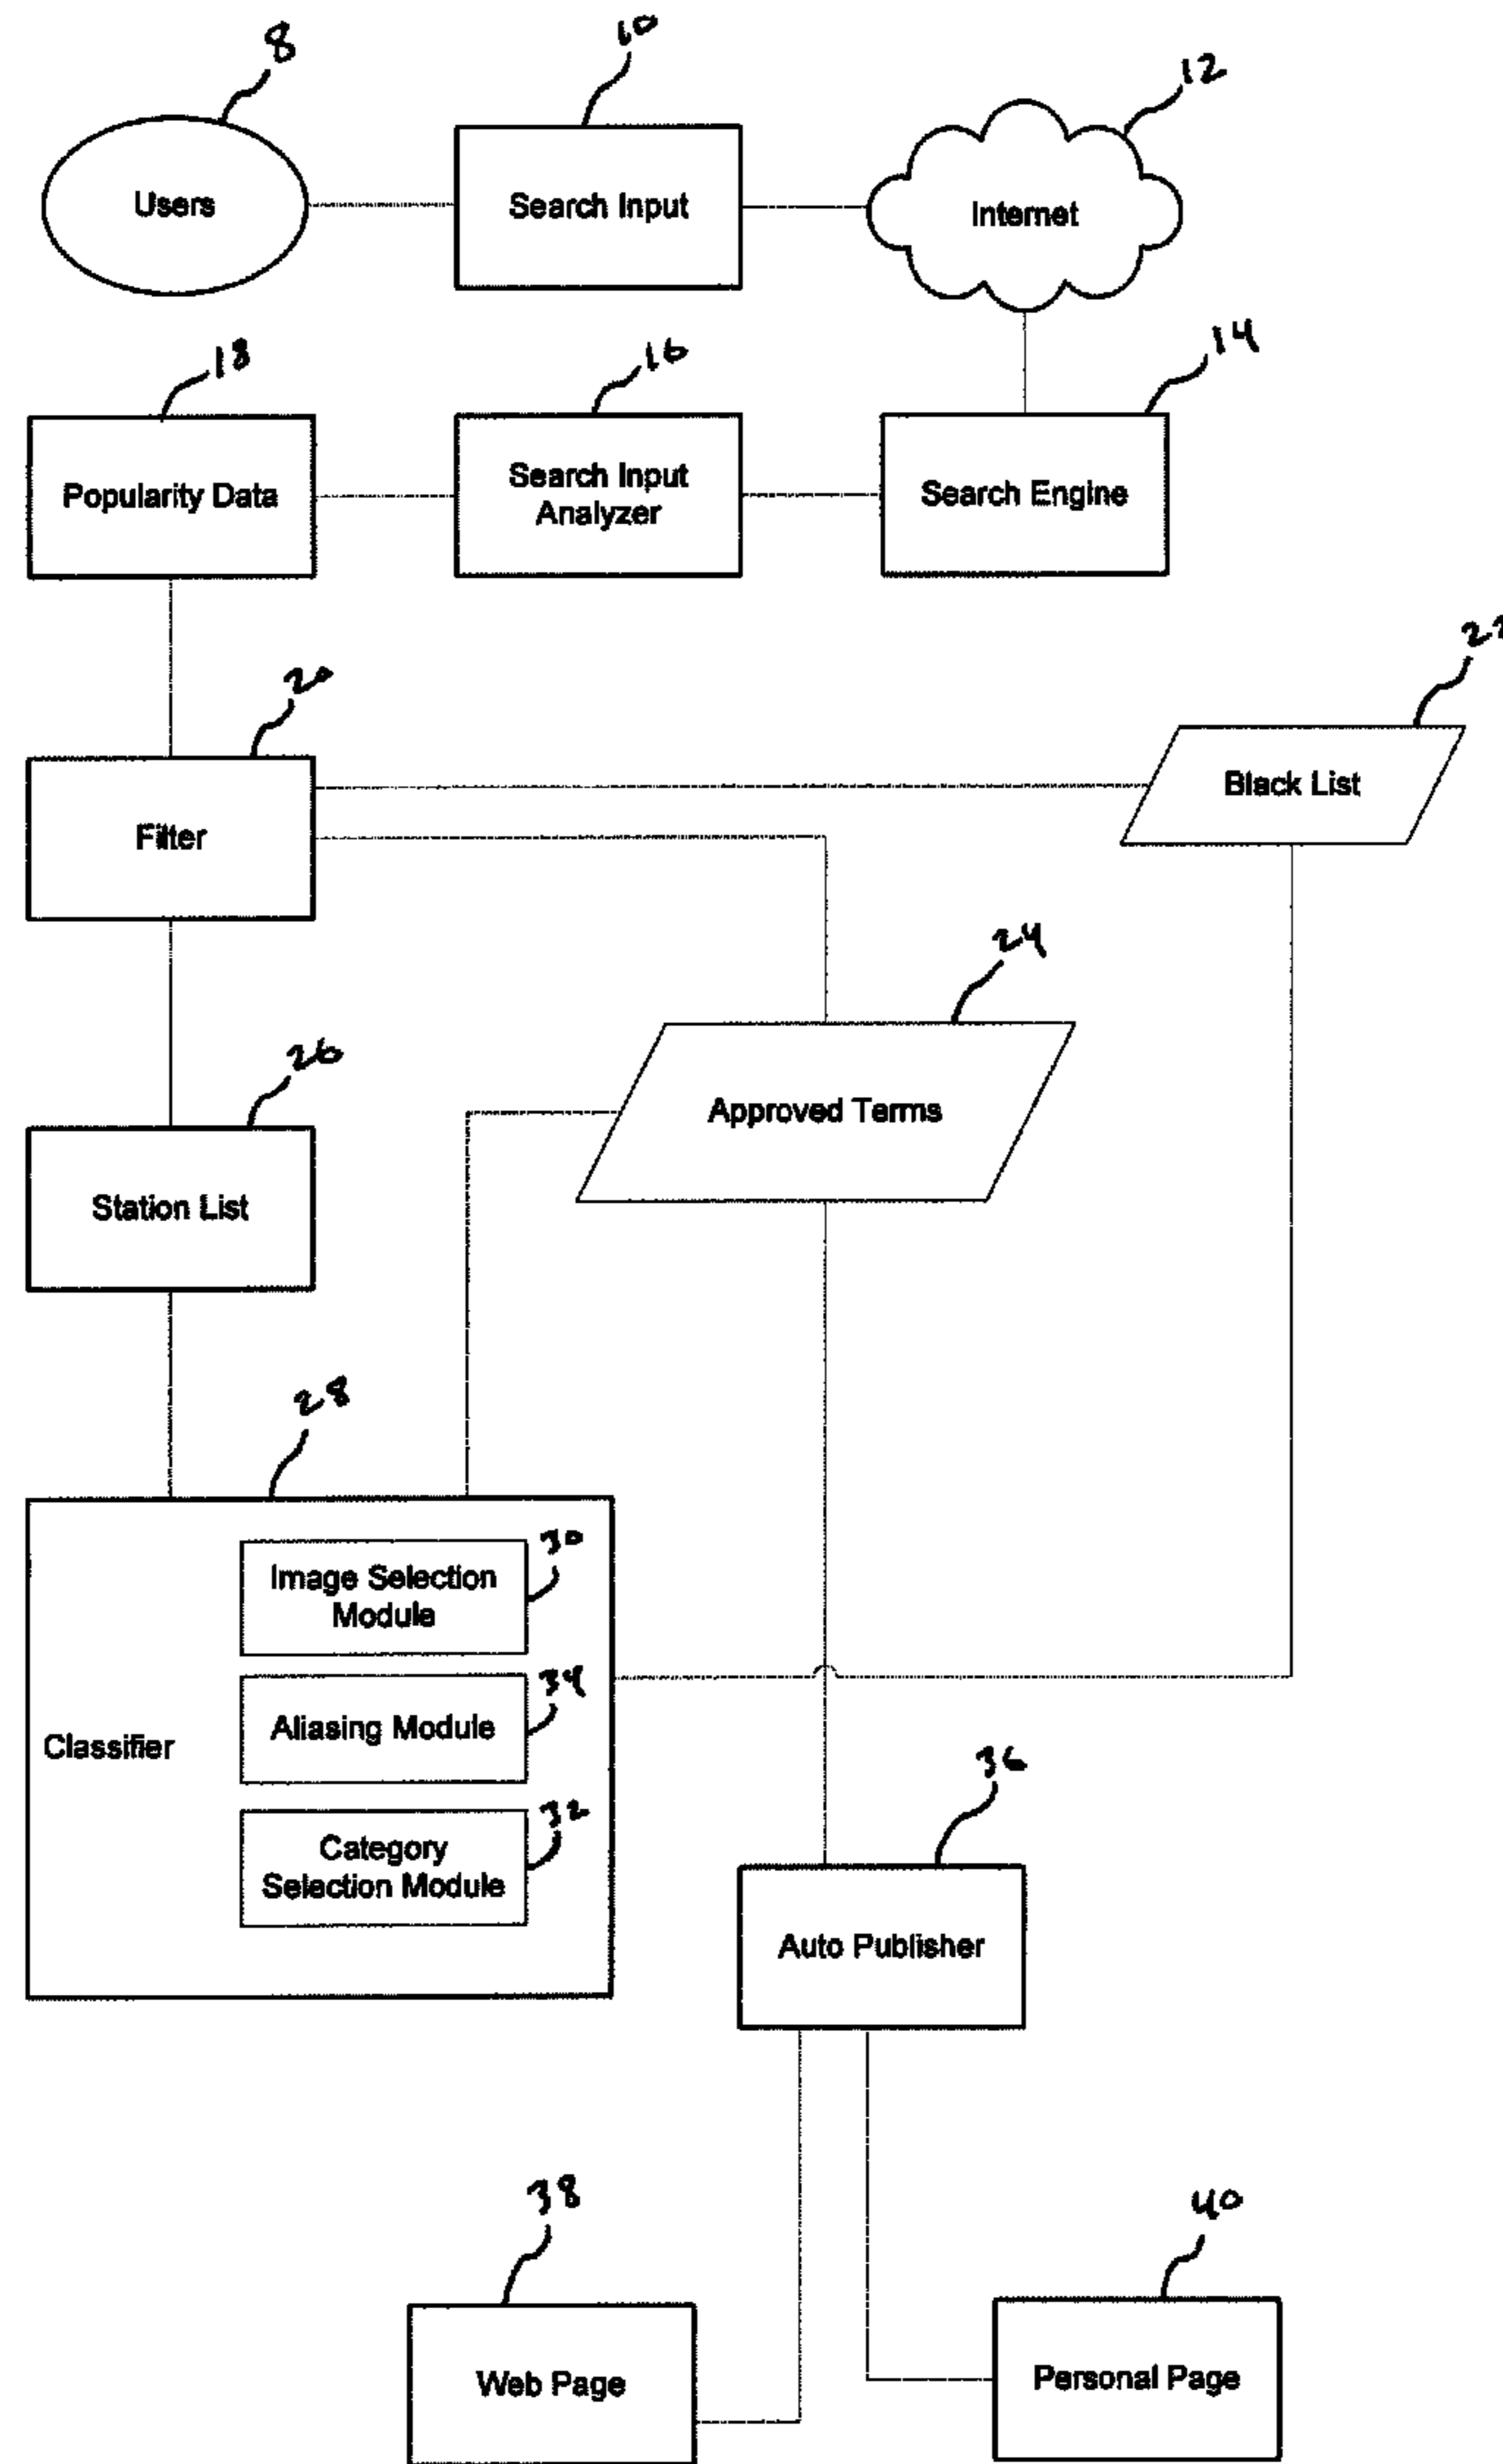 8
10
12
Users
Search Input
Internet
18
16
14
Popularity Data
Search Input
Analyzer
Search Engine
20
22
Filter
Black List
24
26
Approved Terms
Station List
28
30
Image Selection
Module
34
Aliasing Module
Classifier
32
Category
Selection Module
36
Auto Publisher
38
40
Web Page
Personal Page